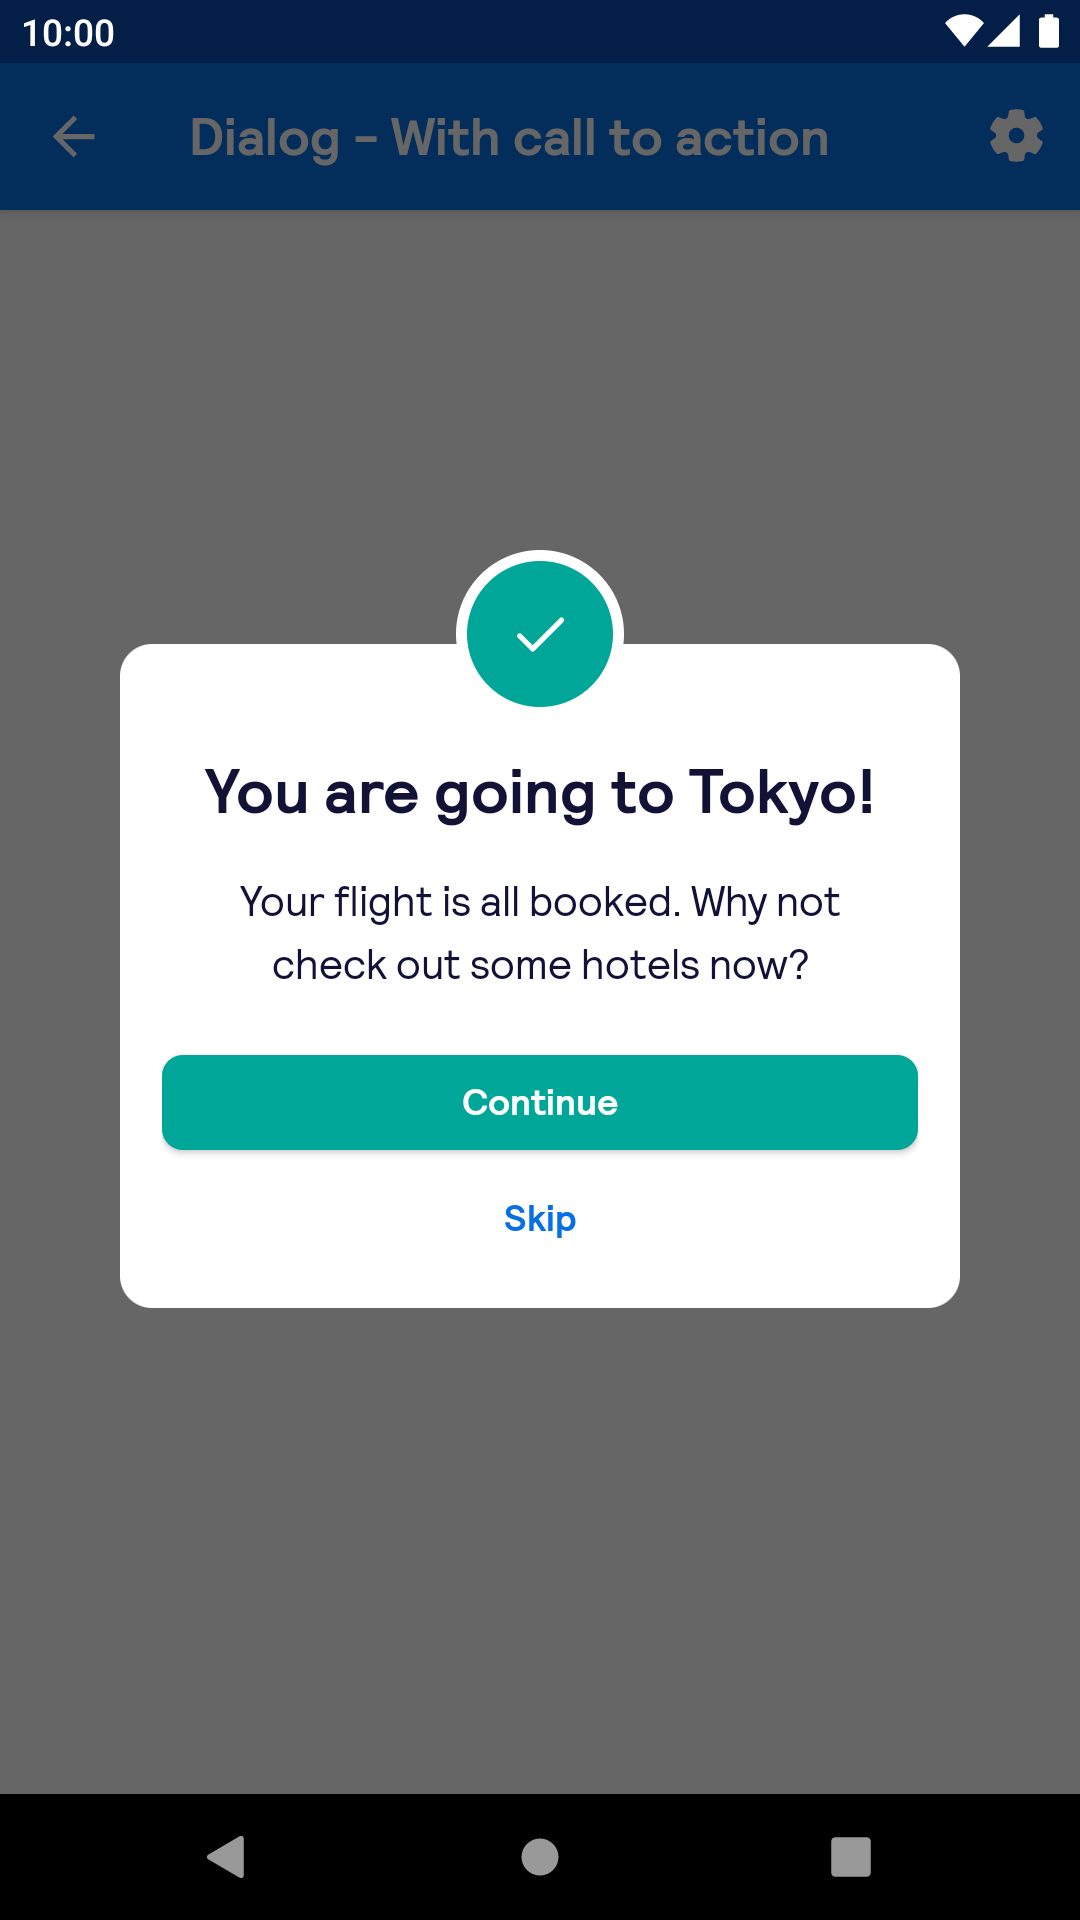 10:00
Dialog - With call to action
You are going to Tokyo!
Your flight is all booked. Why not
check out some hotels now?
Continue
Skip